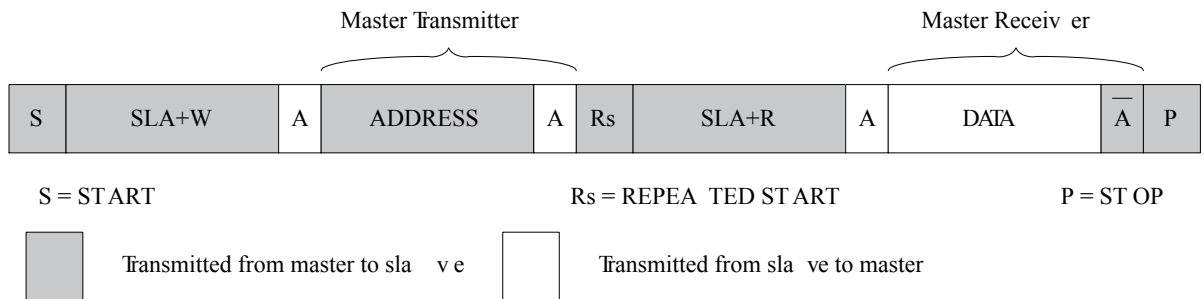 Master Transmitter Master Receiv er
S SLA+W A ADDRESS A Rs SLA+R A DATA A̅ P
S = ST ART Rs = REPEA TED ST ART P = ST OP
Transmitted from master to sla v e Transmitted from sla ve to master